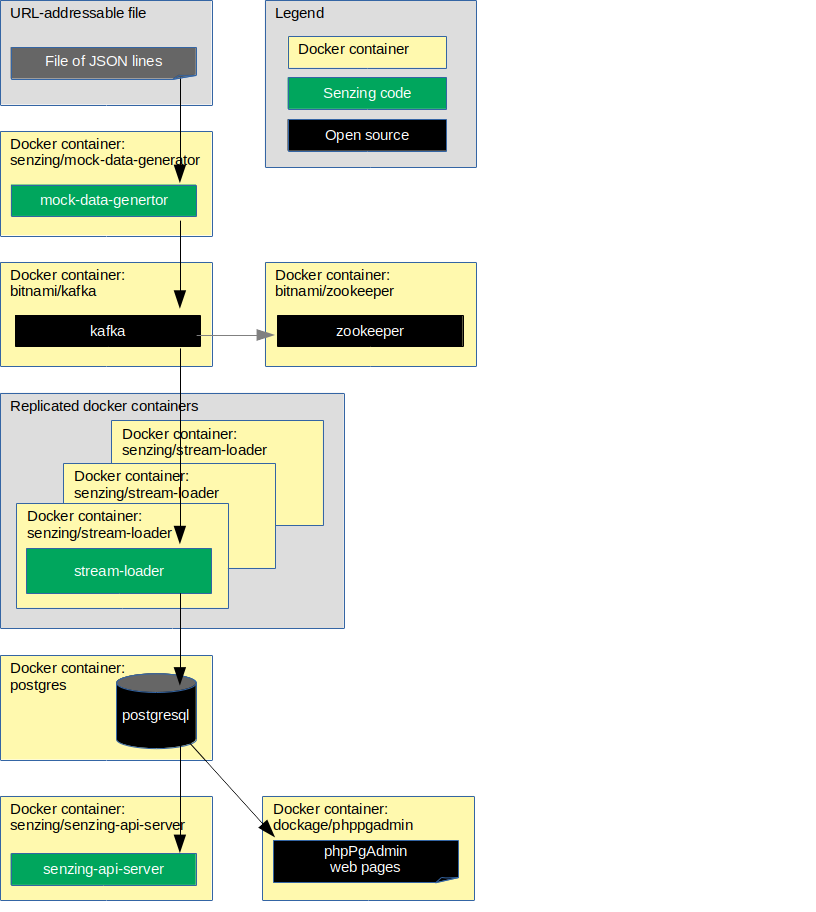 URL-addressable file
File of JSON lines
Legend
Docker container
Senzing code
Open source
Docker container:
senzing/mock-data-generator
mock-data-genertor
Docker container:
bitnami/kafka
kafka
Docker container:
bitnami/zookeeper
zookeeper
Replicated docker containers
Docker container:
senzing/stream-loader
Docker container:
senzing/stream-loader
Docker container:
senzing/stream-loader
stream-loader
Docker container:
postgres
postgresql
Docker container:
senzing/senzing-api-server
senzing-api-server
Docker container:
dockage/phppgadmin
phpPgAdmin
web pages